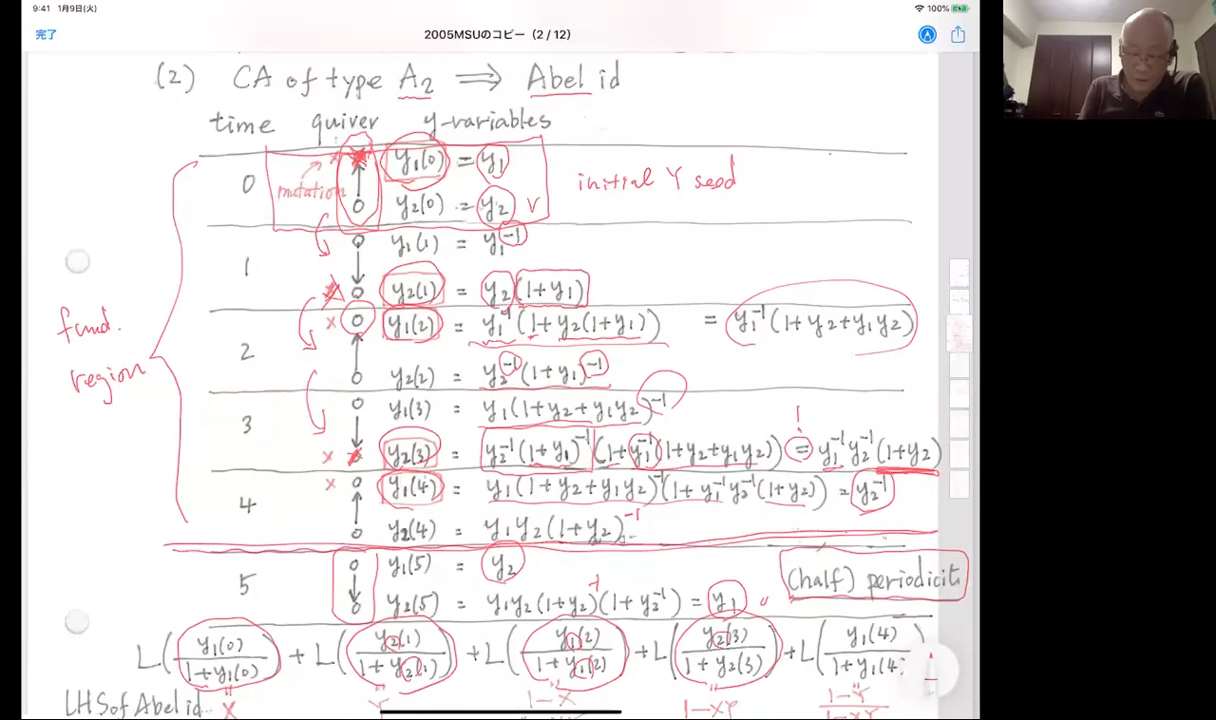 9:41 1月9日(火) 100%
完了 2005MSUのコピー (2 / 12)
(2) CA of type A₂ ⟹ Abel id
time quiver y-variables
0 mutation y₁(0) = y₁ initial Y seed
y₂(0) = y₂
1 y₁(1) = y₁⁻¹
y₂(1) = y₂(1+y₁)
2 y₁(2) = y₁⁻¹(1+y₂(1+y₁)) = y₁⁻¹(1+y₂+y₁y₂)
y₂(2) = y₂⁻¹(1+y₁)⁻¹
fund. region
3 y₁(3) = y₁(1+y₂+y₁y₂)⁻¹
y₂(3) = y₂⁻¹(1+y₁)⁻¹(1+y₁⁻¹(1+y₂+y₁y₂)) = y₁⁻¹y₂⁻¹(1+y₂)
!
4 y₁(4) = y₁(1+y₂+y₁y₂)⁻¹(1+y₁⁻¹y₂⁻¹(1+y₂)) = y₂⁻¹
y₂(4) = y₁y₂(1+y₂)⁻¹
5 y₁(5) = y₂ (half) periodicit
y₂(5) = y₁y₂(1+y₂)⁻¹(1+y₂⁻¹) = y₁
L(y₁(0)/1+y₁(0)) + L(y₂(1)/1+y₂(1)) + L(y₁(2)/1+y₁(2)) + L(y₂(3)/1+y₂(3)) + L(y₁(4)/1+y₁(4)
LHS of Abel id. X Y 1-X 1-XY 1-Y